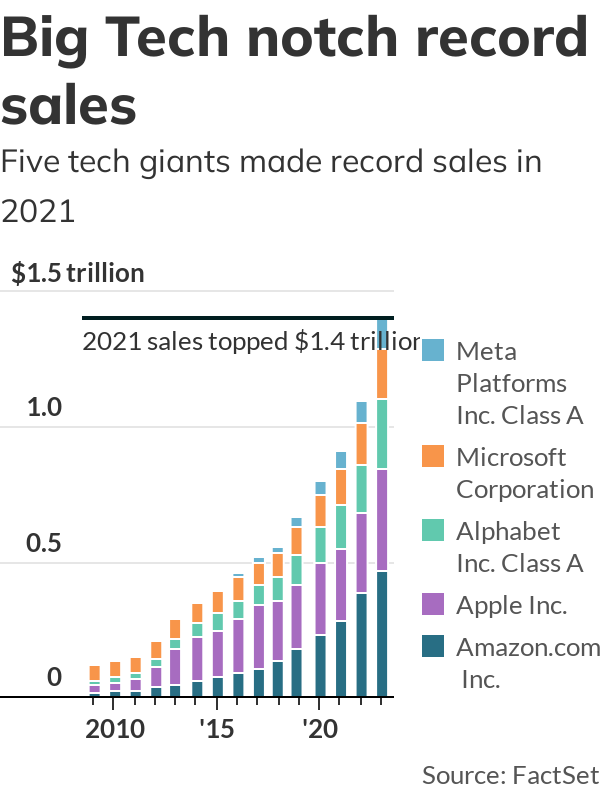 Big Tech notch record
sales
Five tech giants made record sales in
2021
$1.5 trillion
2021 sales topped $1.4 trillion
1.0
0.5
0
2010
'15
'20
Meta
Platforms
Inc. Class A
Microsoft
Corporation
Alphabet
Inc. Class A
Apple Inc.
Amazon.com
Inc.
Source: FactSet